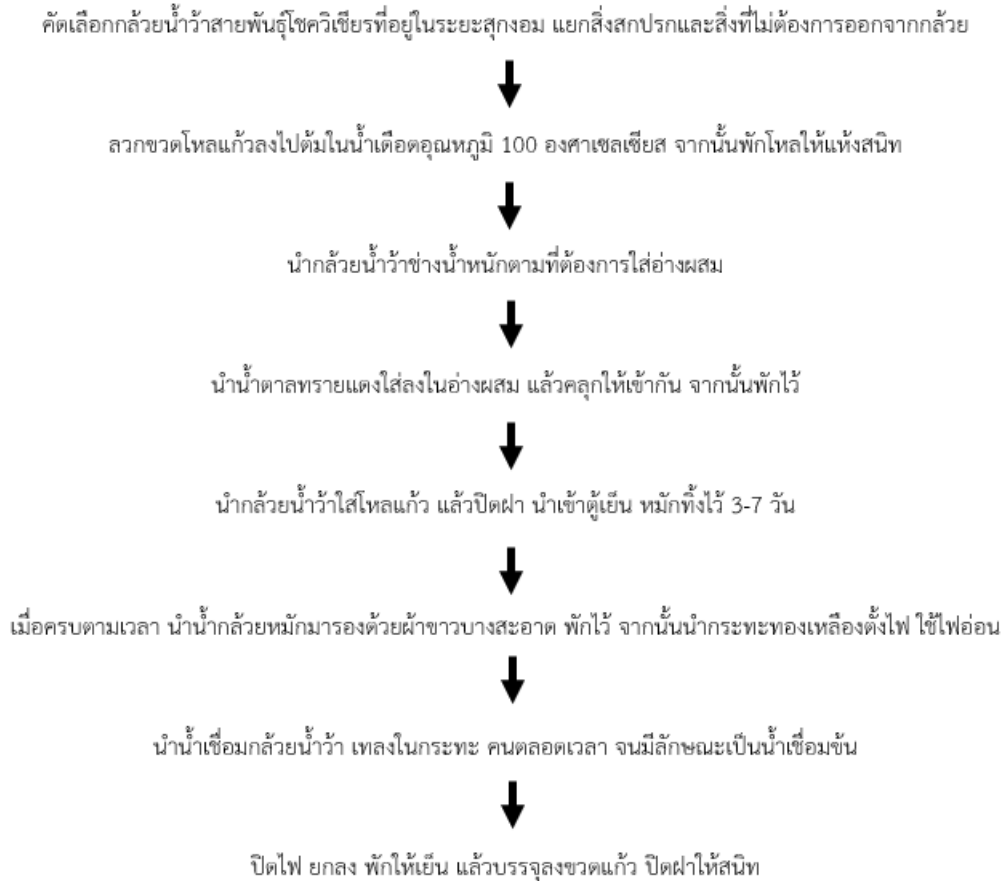 คัดเลือกกล้วยน้ำว้าสายพันธุ์โชควิเชียรที่อยู่ในระยะสุกงอม แยกสิ่งสกปรกและสิ่งที่ไม่ต้องการออกจากกล้วย
ลวกขวดโหลแก้วลงไปต้มในน้ำเดือดอุณหภูมิ 100 องศาเซลเซียส จากนั้นพักโหลให้แห้งสนิท
นำกล้วยน้ำว้าช่างน้ำหนักตามที่ต้องการใส่อ่างผสม
นำน้ำตาลทรายแดงใส่ลงในอ่างผสม แล้วคลุกให้เข้ากัน จากนั้นพักไว้
นำกล้วยน้ำว้าใส่โหลแก้ว แล้วปิดฝา นำเข้าตู้เย็น หมักทิ้งไว้ 3-7 วัน
เมื่อครบตามเวลา นำน้ำกล้วยหมักมารองด้วยผ้าขาวบางสะอาด พักไว้ จากนั้นนำกระทะทองเหลืองตั้งไฟ ใช้ไฟอ่อน
นำน้ำเชื่อมกล้วยน้ำว้า เทลงในกระทะ คนตลอดเวลา จนมีลักษณะเป็นน้ำเชื่อมข้น
ปิดไฟ ยกลง พักให้เย็น แล้วบรรจุลงขวดแก้ว ปิดฝาให้สนิท